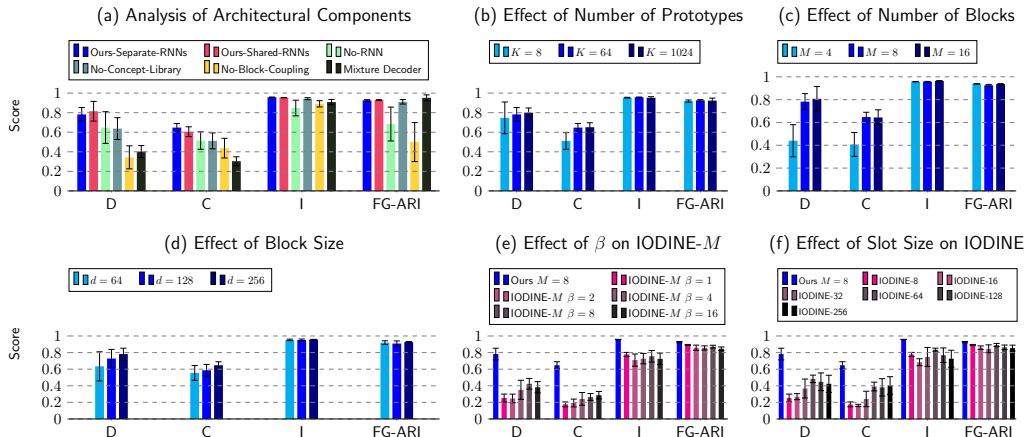 (a) Analysis of Architectural Components
Ours-Separate-RNNs Ours-Shared-RNNs No-RNN
No-Concept-Library No-Block-Coupling Mixture Decoder
Score
1
0.8
0.6
0.4
0.2
0
D C I FG-ARI
(b) Effect of Number of Prototypes
K = 8 K = 64 K = 1024
1
0.8
0.6
0.4
0.2
0
D C I FG-ARI
(c) Effect of Number of Blocks
M = 4 M = 8 M = 16
1
0.8
0.6
0.4
0.2
0
D C I FG-ARI
(d) Effect of Block Size
d = 64 d = 128 d = 256
Score
1
0.8
0.6
0.4
0.2
0
D C I FG-ARI
(e) Effect of β on IODINE-M
Ours M = 8 IODINE-M β = 1
IODINE-M β = 2 IODINE-M β = 4
IODINE-M β = 8 IODINE-M β = 16
1
0.8
0.6
0.4
0.2
0
D C I FG-ARI
(f) Effect of Slot Size on IODINE
Ours M = 8 IODINE-8 IODINE-16
IODINE-32 IODINE-64 IODINE-128
IODINE-256
1
0.8
0.6
0.4
0.2
0
D C I FG-ARI